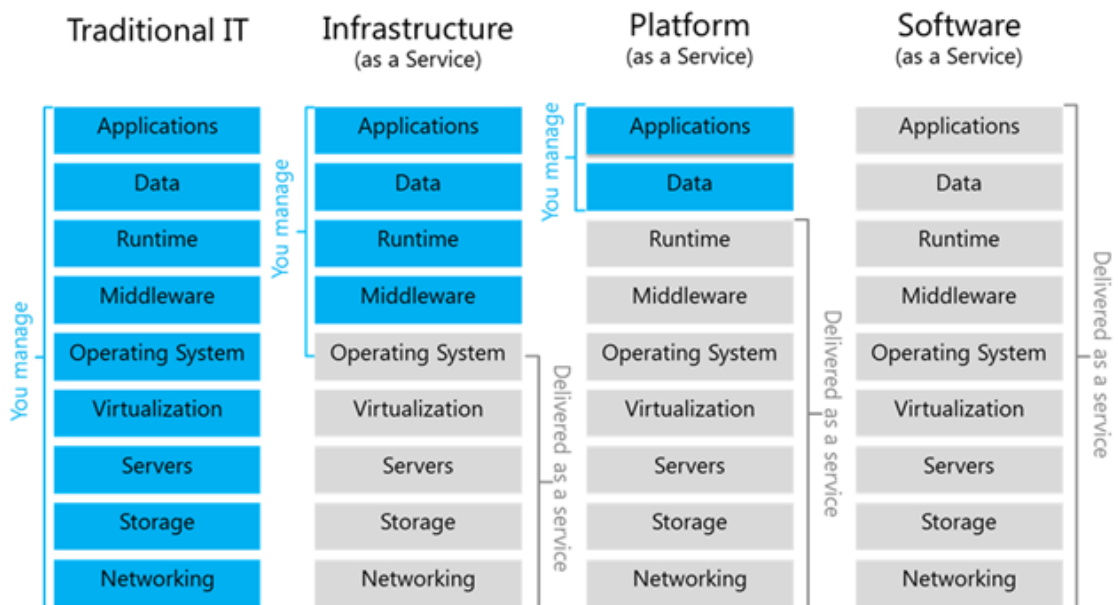 Traditional IT
Infrastructure
(as a Service)
Platform
(as a Service)
Software
(as a Service)
You manage
Applications
Data
Runtime
Middleware
Operating System
Virtualization
Servers
Storage
Networking
You manage
Applications
Data
Runtime
Middleware
Operating System
Virtualization
Servers
Storage
Networking
Delivered as a service
You manage
Applications
Data
Runtime
Middleware
Operating System
Virtualization
Servers
Storage
Networking
Delivered as a service
Applications
Data
Runtime
Middleware
Operating System
Virtualization
Servers
Storage
Networking
Delivered as a service